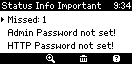 Status Info Important 9:34
Missed: 1
Admin Password not set!
HTTP Password not set!